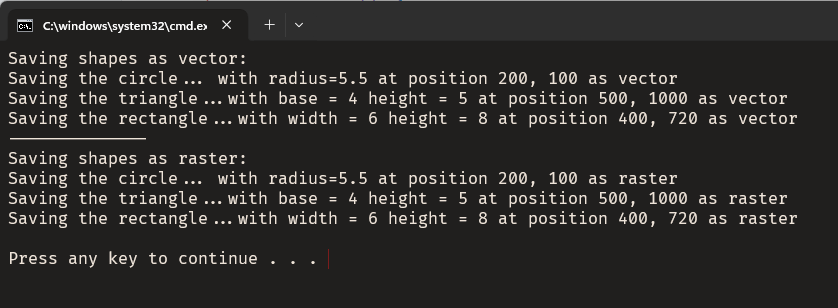 C:\windows\system32\cmd.ex
Saving shapes as vector:
Saving the circle... with radius=5.5 at position 200, 100 as vector
Saving the triangle...with base = 4 height = 5 at position 500, 1000 as vector
Saving the rectangle...with width = 6 height = 8 at position 400, 720 as vector
Saving shapes as raster:
Saving the circle... with radius=5.5 at position 200, 100 as raster
Saving the triangle...with base = 4 height = 5 at position 500, 1000 as raster
Saving the rectangle...with width = 6 height = 8 at position 400, 720 as raster
Press any key to continue . . .